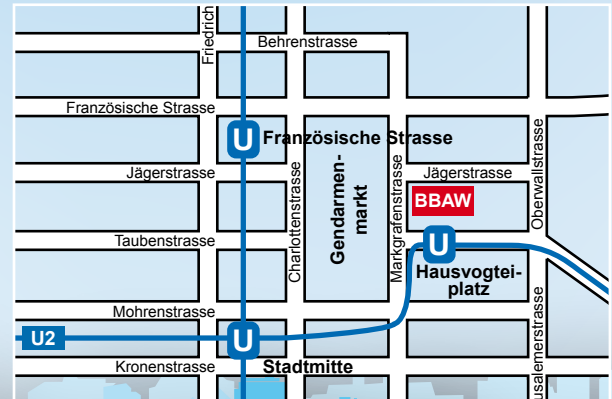 Friedrich
Behrenstrasse
Französische Strasse
U Französische Strasse
Jägerstrasse
Jägerstrasse
Charlottenstrasse
Gendarmen-
markt
Markgrafenstrasse
BBAW
Oberwallstrasse
Taubenstrasse
U
Hausvogtei-
platz
Mohrenstrasse
U2
U
Stadtmitte
Kronenstrasse
usalemerstrasse